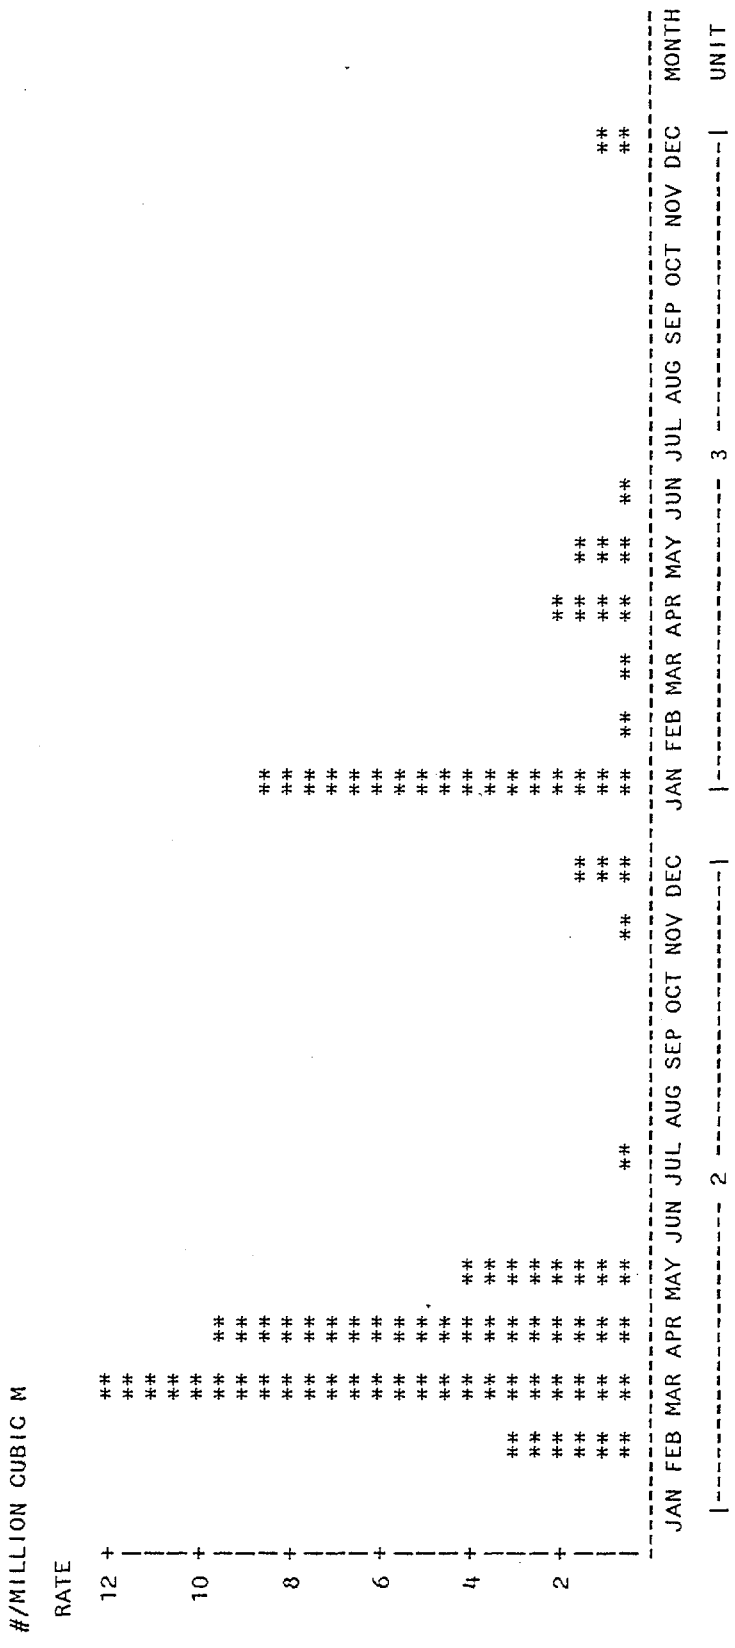 #/MILLION CUBIC M
RATE
12
10
8
6
4
2
JAN FEB MAR APR MAY JUN JUL AUG SEP OCT NOV DEC JAN FEB MAR APR MAY JUN JUL AUG SEP OCT NOV DEC MONTH
|------------- 2 -------------| |------------- 3 -------------| UNIT